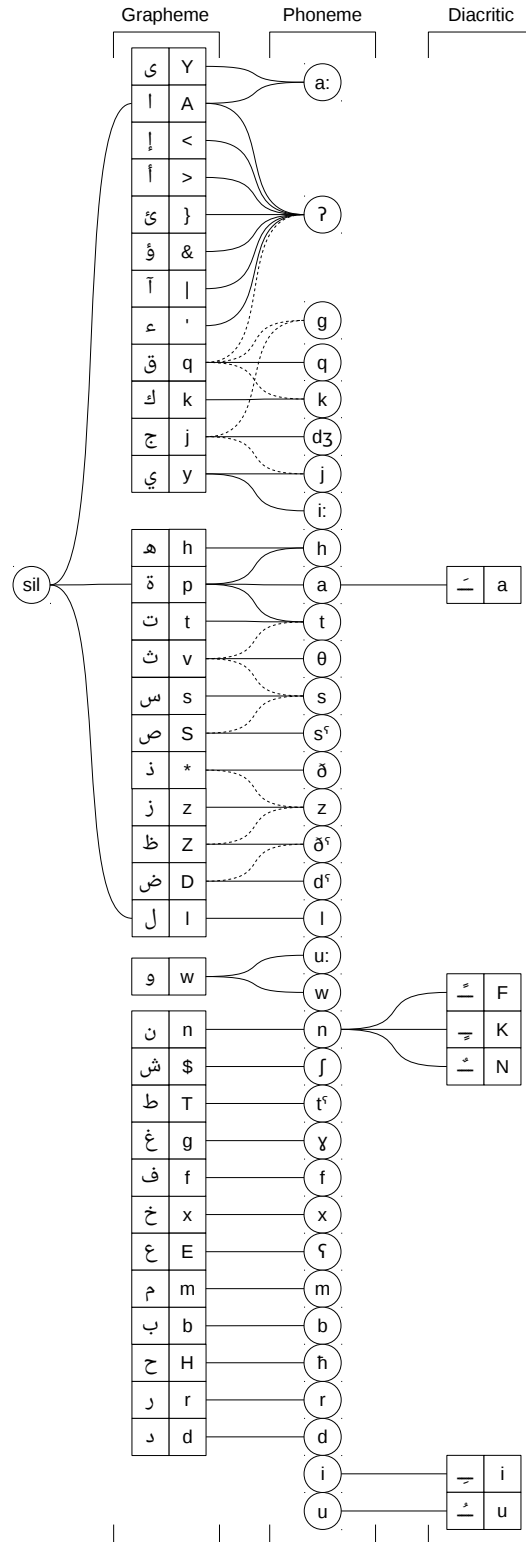 Grapheme Phoneme Diacritic
ى Y a:
ا A
إ <
أ >
ئ } ʔ
ؤ &
آ |
ء '
g
ق q q
ك k k
ج j dʒ
ي y j
i:
ه h h
sil ة p a ـَ a
ت t t
ث v θ
س s s
ص S sˤ
ذ * ð
ز z z
ظ Z ðˤ
ض D dˤ
ل l l
u:
و w w ـً F
ن n n ـٍ K
ش $ ʃ ـٌ N
ط T tˤ
غ g ɣ
ف f f
خ x x
ع E ʕ
م m m
ب b b
ح H ħ
ر r r
د d d
i ـِ i
u ـُ u